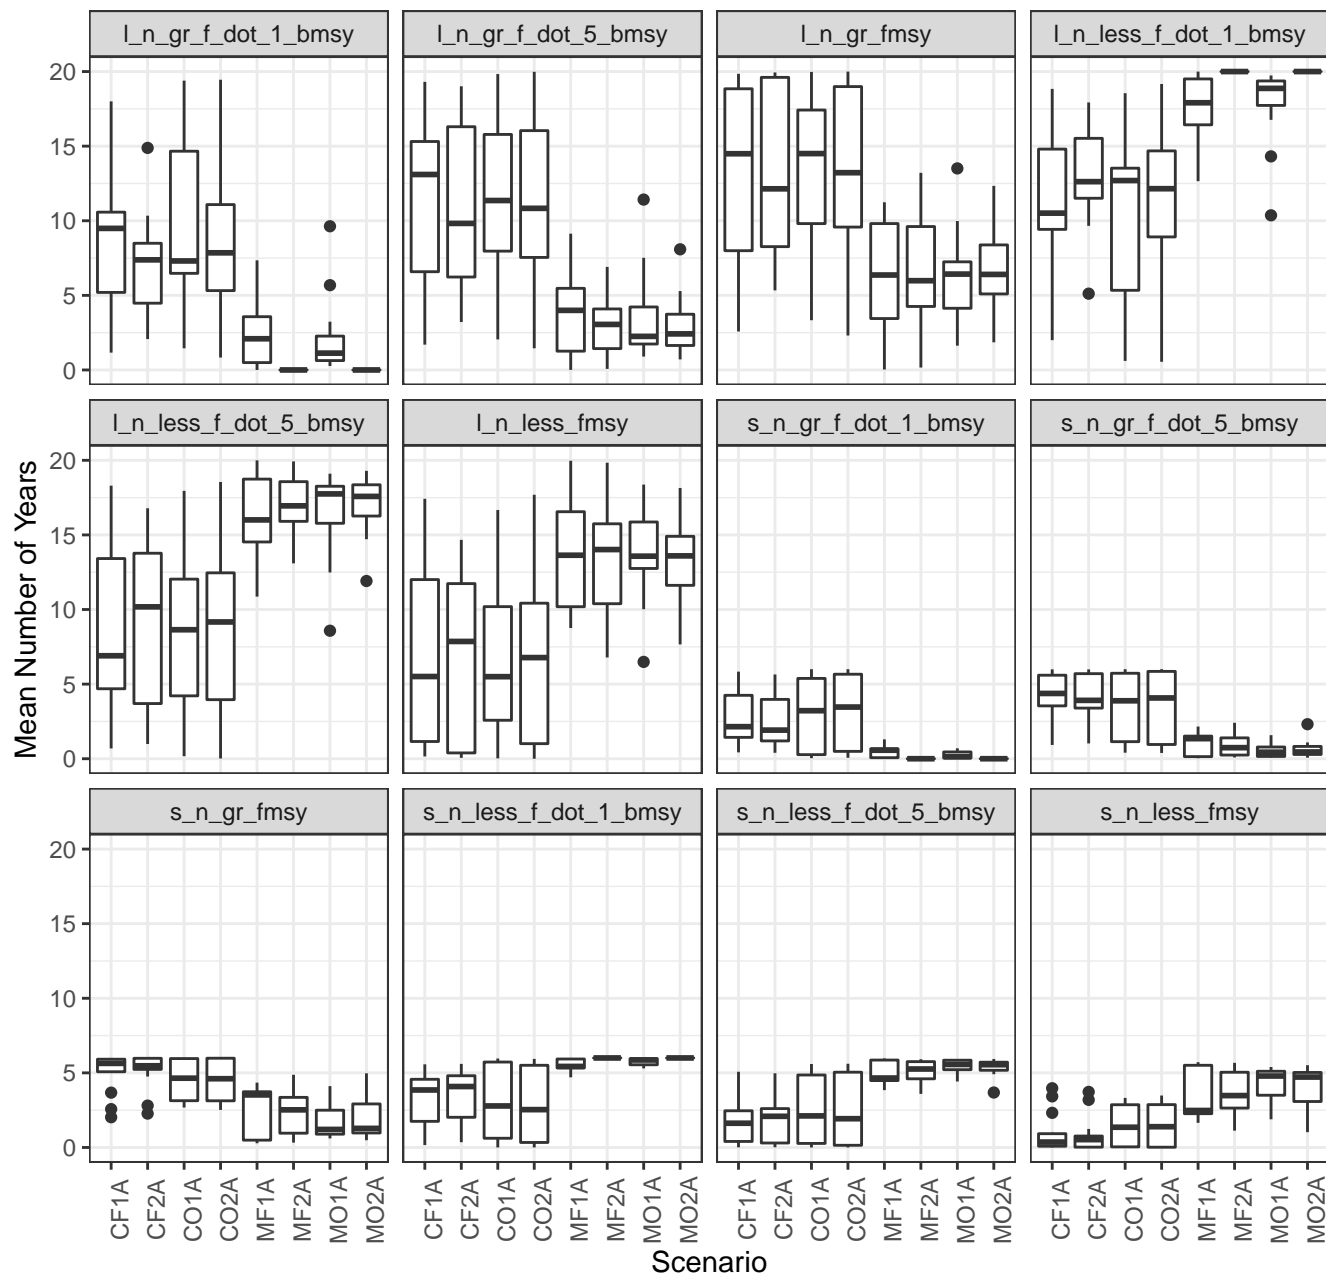 l_n_gr_f_dot_1_bmsy l_n_gr_f_dot_5_bmsy l_n_gr_fmsy l_n_less_f_dot_1_bmsy
20
15
10
5
0
l_n_less_f_dot_5_bmsy l_n_less_fmsy s_n_gr_f_dot_1_bmsy s_n_gr_f_dot_5_bmsy
20
15
10
5
0
Mean Number of Years
s_n_gr_fmsy s_n_less_f_dot_1_bmsy s_n_less_f_dot_5_bmsy s_n_less_fmsy
20
15
10
5
0
CF1A CF2A CO1A CO2A MF1A MF2A MO1A MO2A CF1A CF2A CO1A CO2A MF1A MF2A MO1A MO2A CF1A CF2A CO1A CO2A MF1A MF2A MO1A MO2A CF1A CF2A CO1A CO2A MF1A MF2A MO1A MO2A
Scenario